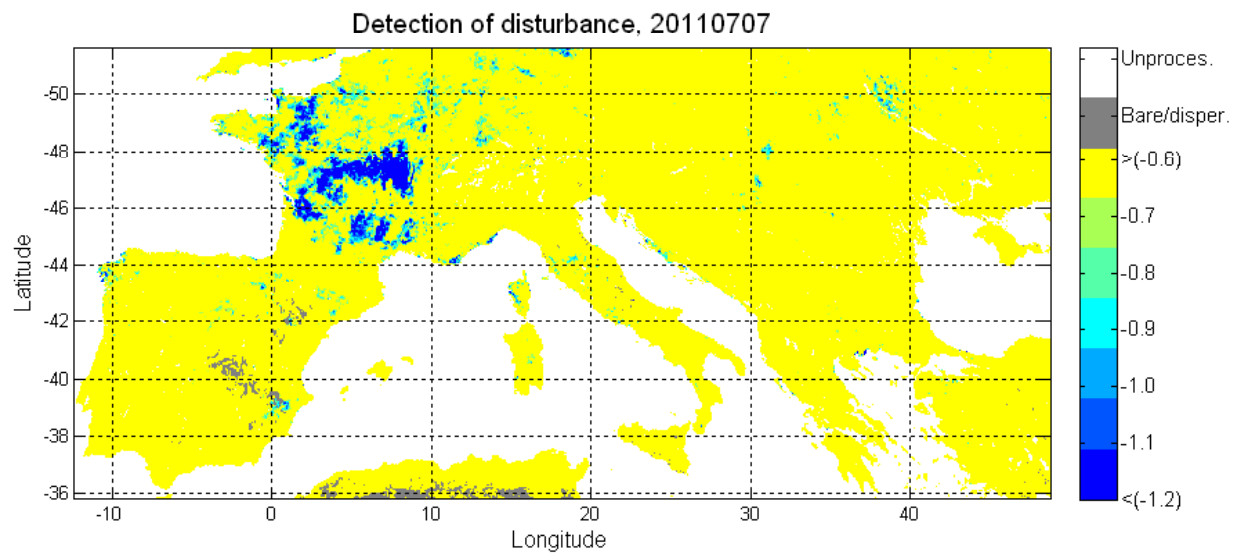 Detection of disturbance, 20110707
Unproces.
Bare/disper.
>(-0.6)
-0.7
-0.8
-0.9
-1.0
-1.1
<(-1.2)
Latitude
-50
-48
-46
-44
-42
-40
-38
-36
-10 0 10 20 30 40
Longitude